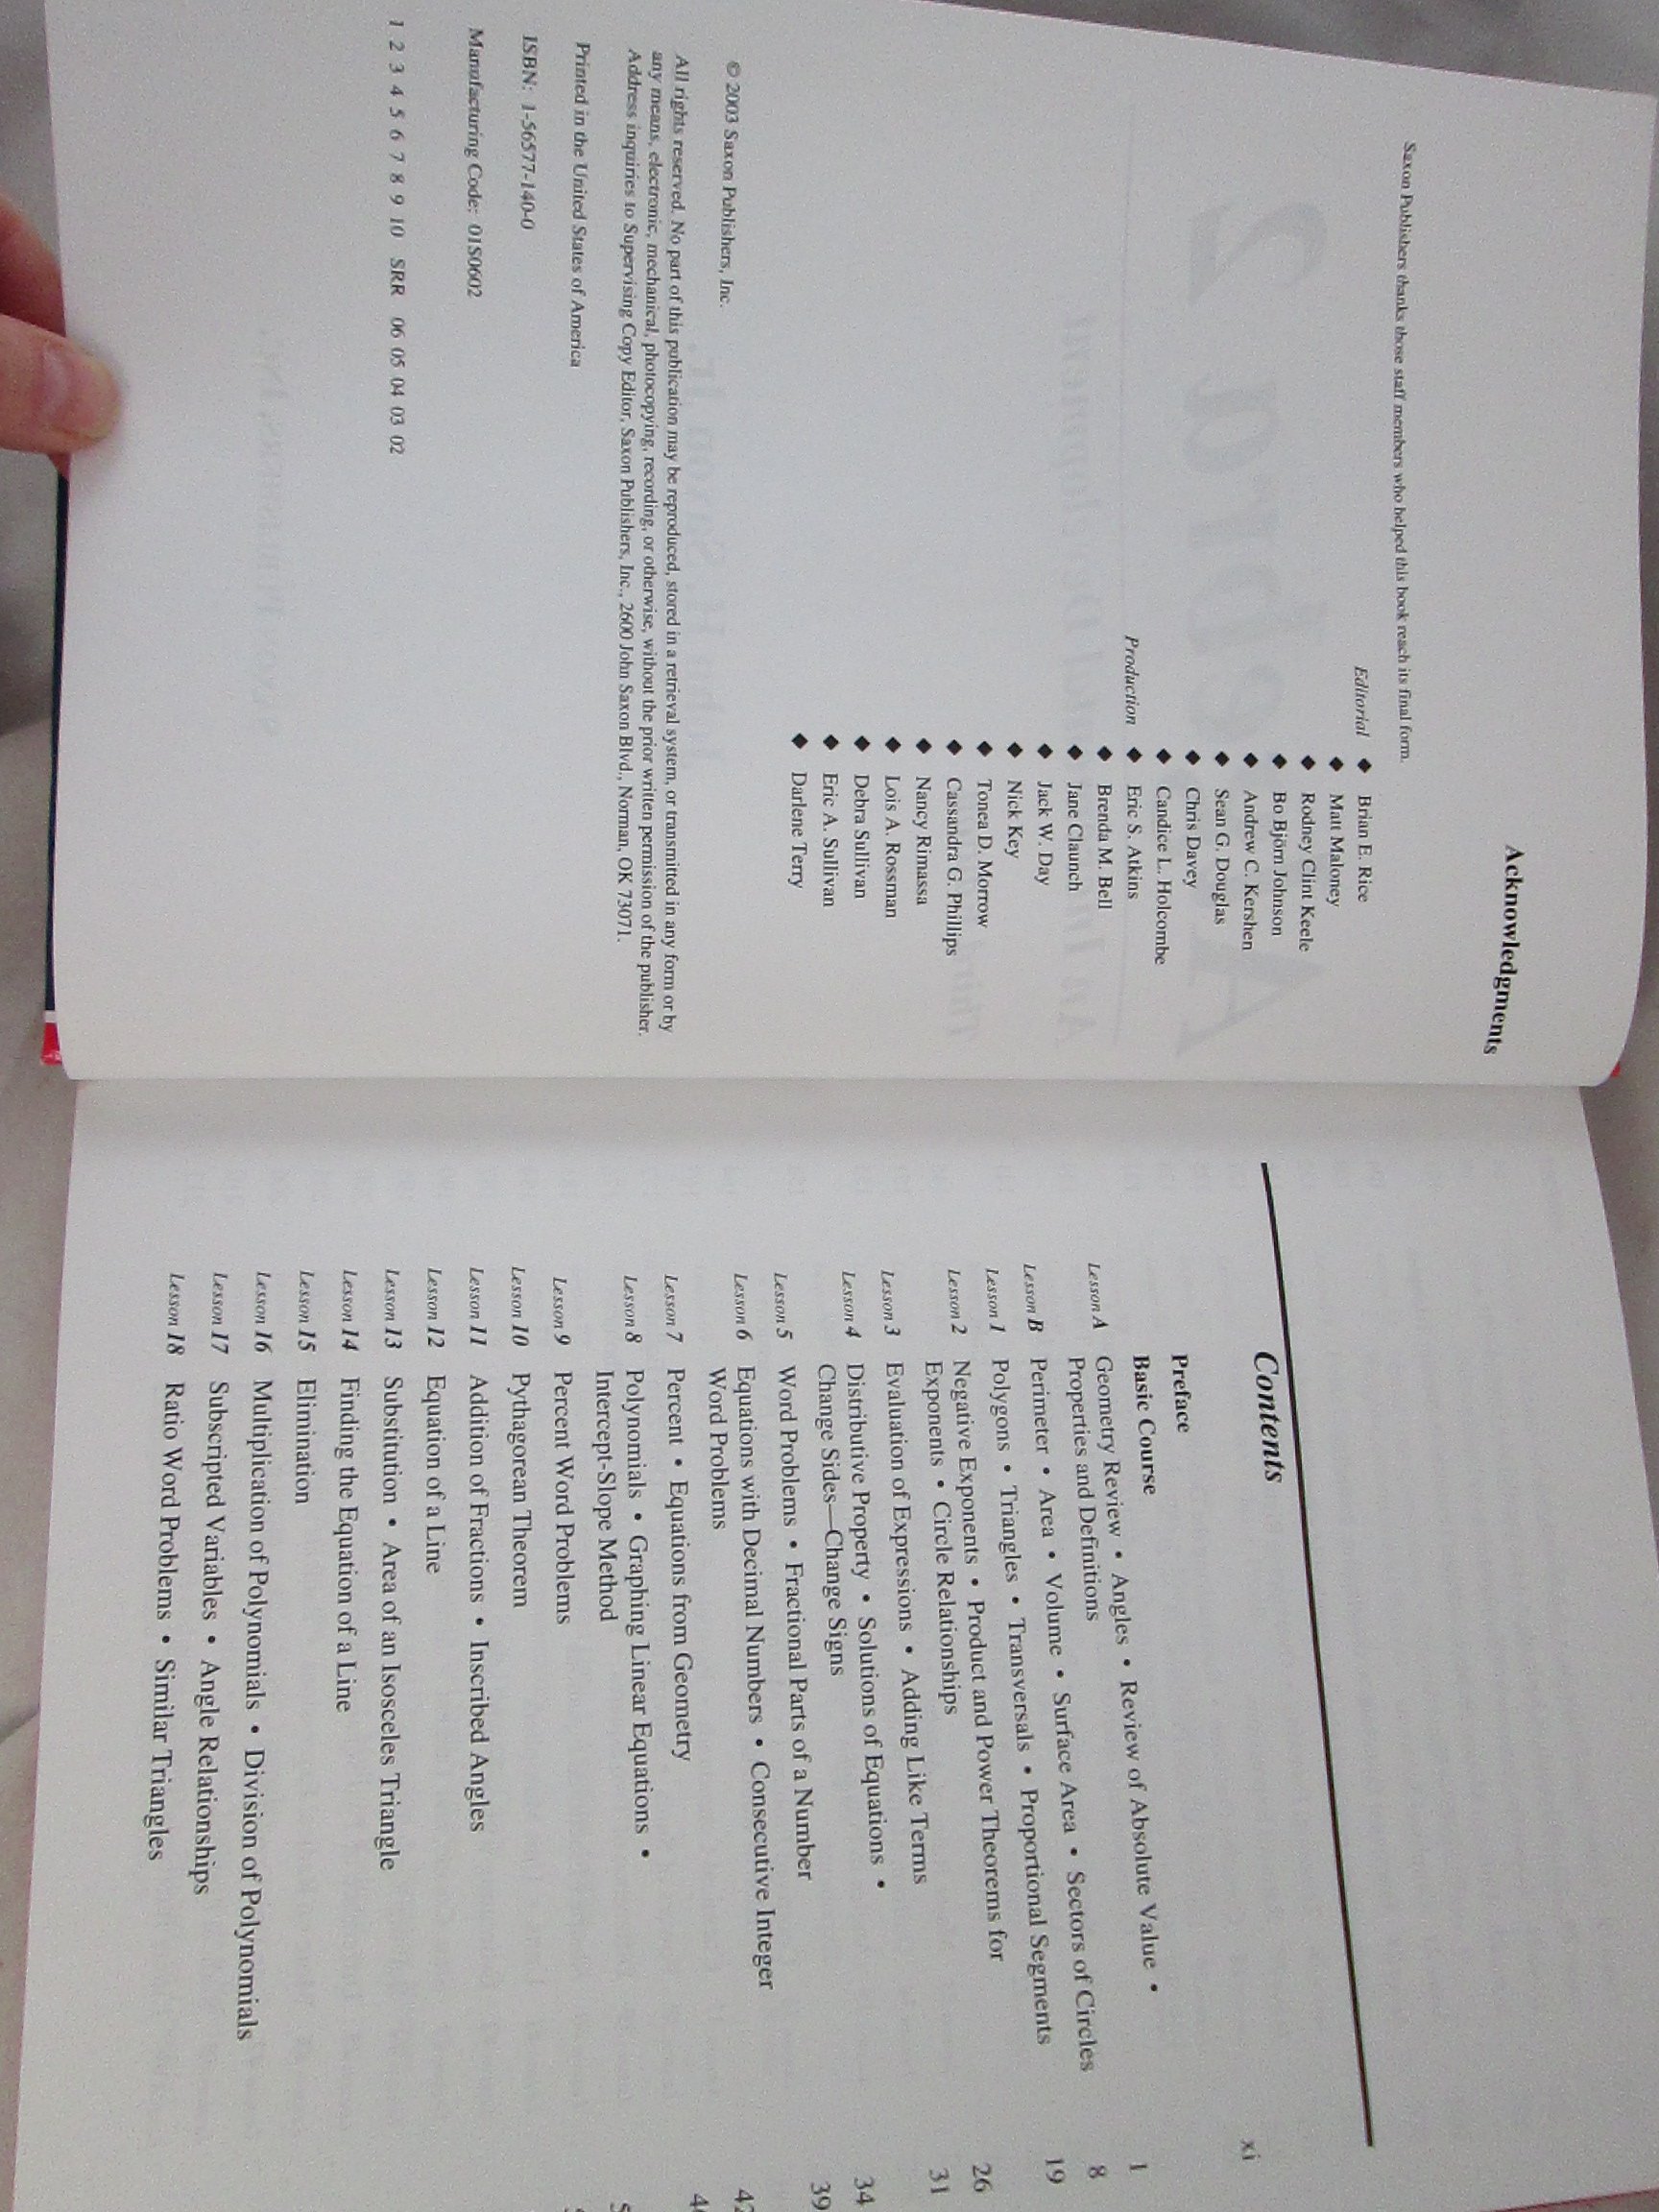 Acknowledgments
Saxon Publishers thanks those staff members who helped this book reach its final form.
Editorial ◆ Brian E. Rice
◆ Matt Maloney
◆ Rodney Clint Keele
◆ Bo Björn Johnson
◆ Andrew C. Kershen
◆ Sean G. Douglas
◆ Chris Davey
◆ Candice L. Holcombe
Production ◆ Eric S. Atkins
◆ Brenda M. Bell
◆ Jane Claunch
◆ Jack W. Day
◆ Nick Key
◆ Tonea D. Morrow
◆ Cassandra G. Phillips
◆ Nancy Rimassa
◆ Lois A. Rossman
◆ Debra Sullivan
◆ Eric A. Sullivan
◆ Darlene Terry
© 2003 Saxon Publishers, Inc.
All rights reserved. No part of this publication may be reproduced, stored in a retrieval system, or transmitted in any form or by
any means, electronic, mechanical, photocopying, recording, or otherwise, without the prior written permission of the publisher.
Address inquiries to Supervising Copy Editor, Saxon Publishers, Inc., 2600 John Saxon Blvd., Norman, OK 73071.
Printed in the United States of America
ISBN: 1-56577-140-0
Manufacturing Code: 01S0602
1 2 3 4 5 6 7 8 9 10 SRR 06 05 04 03 02
Contents
Preface xi
Basic Course 1
Lesson A Geometry Review • Angles • Review of Absolute Value •
Properties and Definitions 8
Lesson B Perimeter • Area • Volume • Surface Area • Sectors of Circles 19
Lesson 1 Polygons • Triangles • Transversals • Proportional Segments 26
Lesson 2 Negative Exponents • Product and Power Theorems for
Exponents • Circle Relationships 31
Lesson 3 Evaluation of Expressions • Adding Like Terms 34
Lesson 4 Distributive Property • Solutions of Equations •
Change Sides—Change Signs 39
Lesson 5 Word Problems • Fractional Parts of a Number 42
Lesson 6 Equations with Decimal Numbers • Consecutive Integer
Word Problems
Lesson 7 Percent • Equations from Geometry
Lesson 8 Polynomials • Graphing Linear Equations •
Intercept-Slope Method
Lesson 9 Percent Word Problems
Lesson 10 Pythagorean Theorem
Lesson 11 Addition of Fractions • Inscribed Angles
Lesson 12 Equation of a Line
Lesson 13 Substitution • Area of an Isosceles Triangle
Lesson 14 Finding the Equation of a Line
Lesson 15 Elimination
Lesson 16 Multiplication of Polynomials • Division of Polynomials
Lesson 17 Subscripted Variables • Angle Relationships
Lesson 18 Ratio Word Problems • Similar Triangles